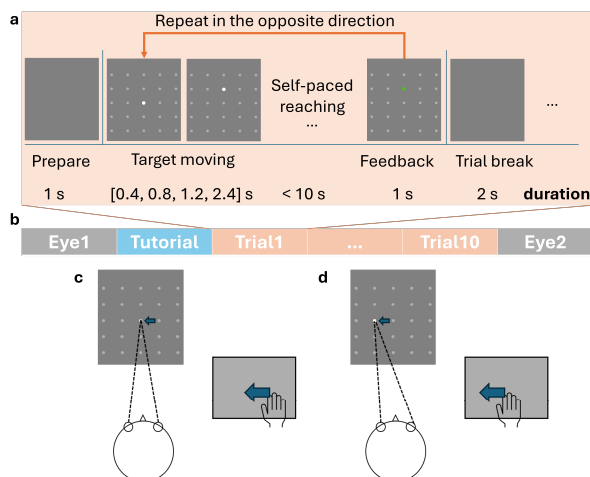 a
Repeat in the opposite direction
Self-paced
reaching
...
...
Prepare
Target moving
Feedback
Trial break
1 s
[0.4, 0.8, 1.2, 2.4] s
< 10 s
1 s
2 s
duration
b
Eye1
Tutorial
Trial1
...
Trial10
Eye2
c
d